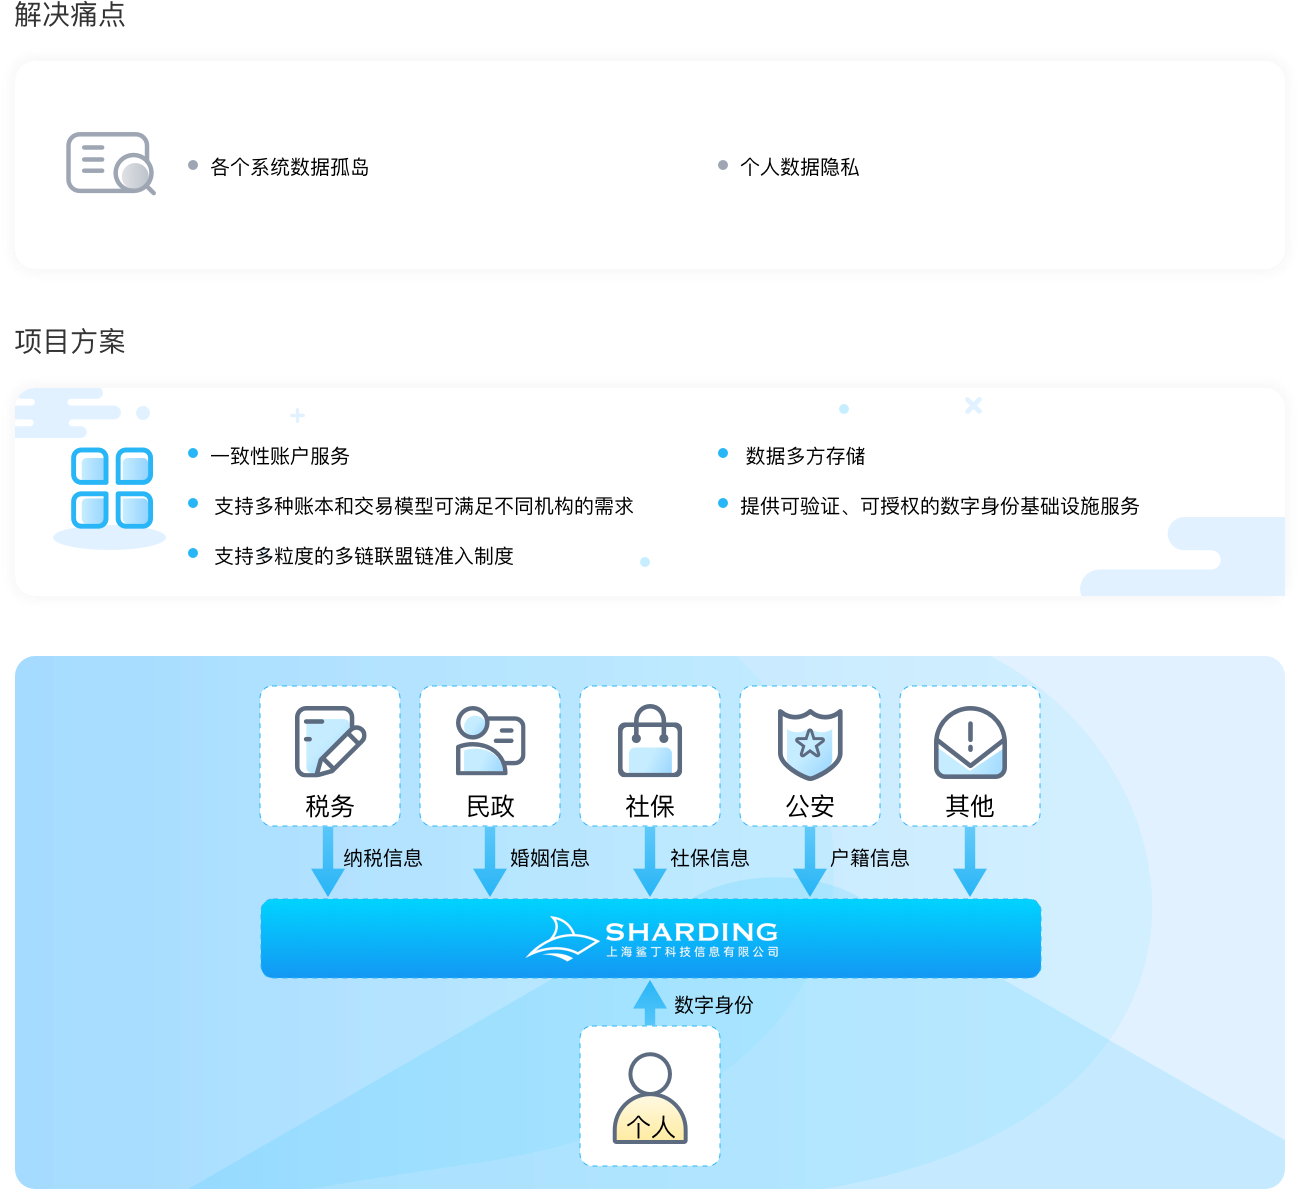 解决痛点
各个系统数据孤岛
个人数据隐私
项目方案
一致性账户服务
数据多方存储
支持多种账本和交易模型可满足不同机构的需求
提供可验证、可授权的数字身份基础设施服务
支持多粒度的多链联盟链准入制度
税务
民政
社保
公安
其他
纳税信息
婚姻信息
社保信息
户籍信息
SHARDING
上海鲨丁科技信息有限公司
数字身份
个人